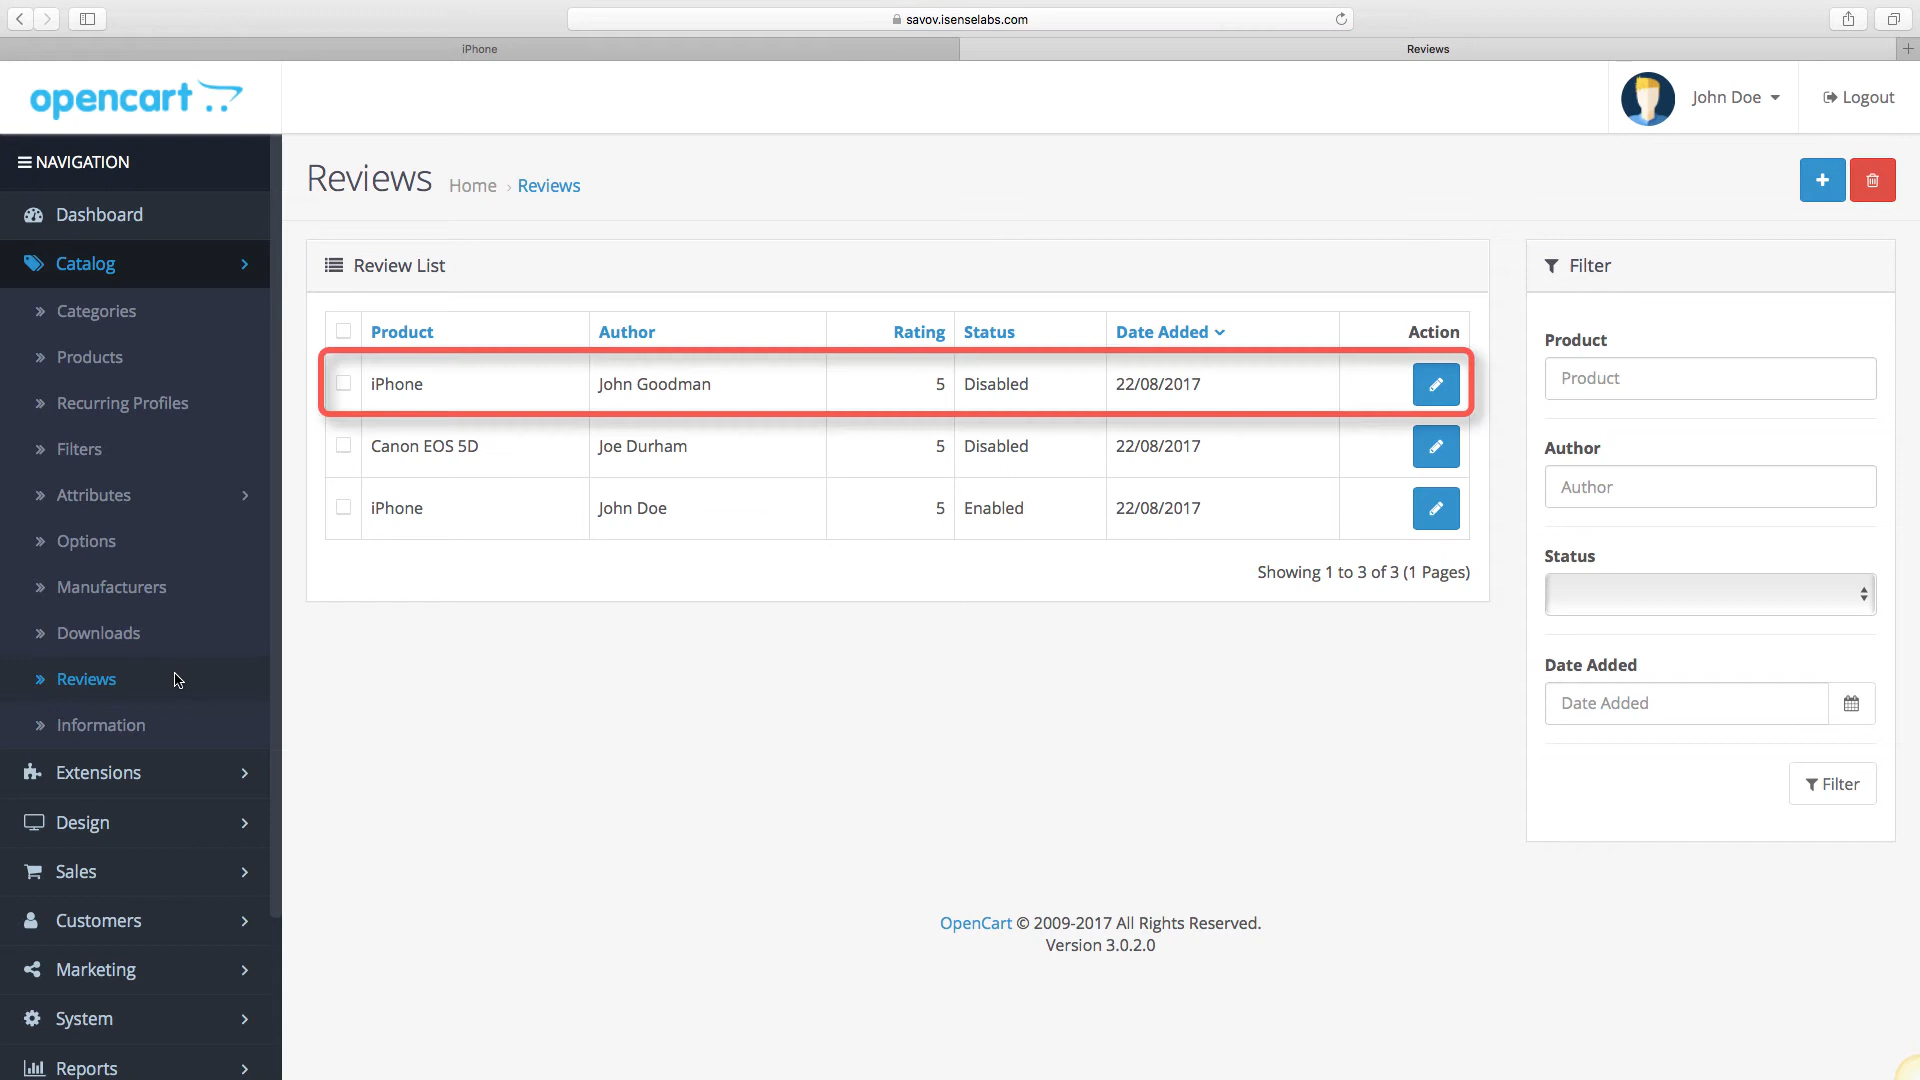 savov.isenselabs.com
iPhone
Reviews
opencart
John Doe
Logout
NAVIGATION
Dashboard
Catalog
Categories
Products
Recurring Profiles
Filters
Attributes
Options
Manufacturers
Downloads
Reviews
Information
Extensions
Design
Sales
Customers
Marketing
System
Reports
Reviews Home › Reviews
Review List
Product Author Rating Status Date Added Action
iPhone John Goodman 5 Disabled 22/08/2017
Canon EOS 5D Joe Durham 5 Disabled 22/08/2017
iPhone John Doe 5 Enabled 22/08/2017
Showing 1 to 3 of 3 (1 Pages)
Filter
Product
Product
Author
Author
Status
Date Added
Date Added
Filter
OpenCart © 2009-2017 All Rights Reserved.
Version 3.0.2.0